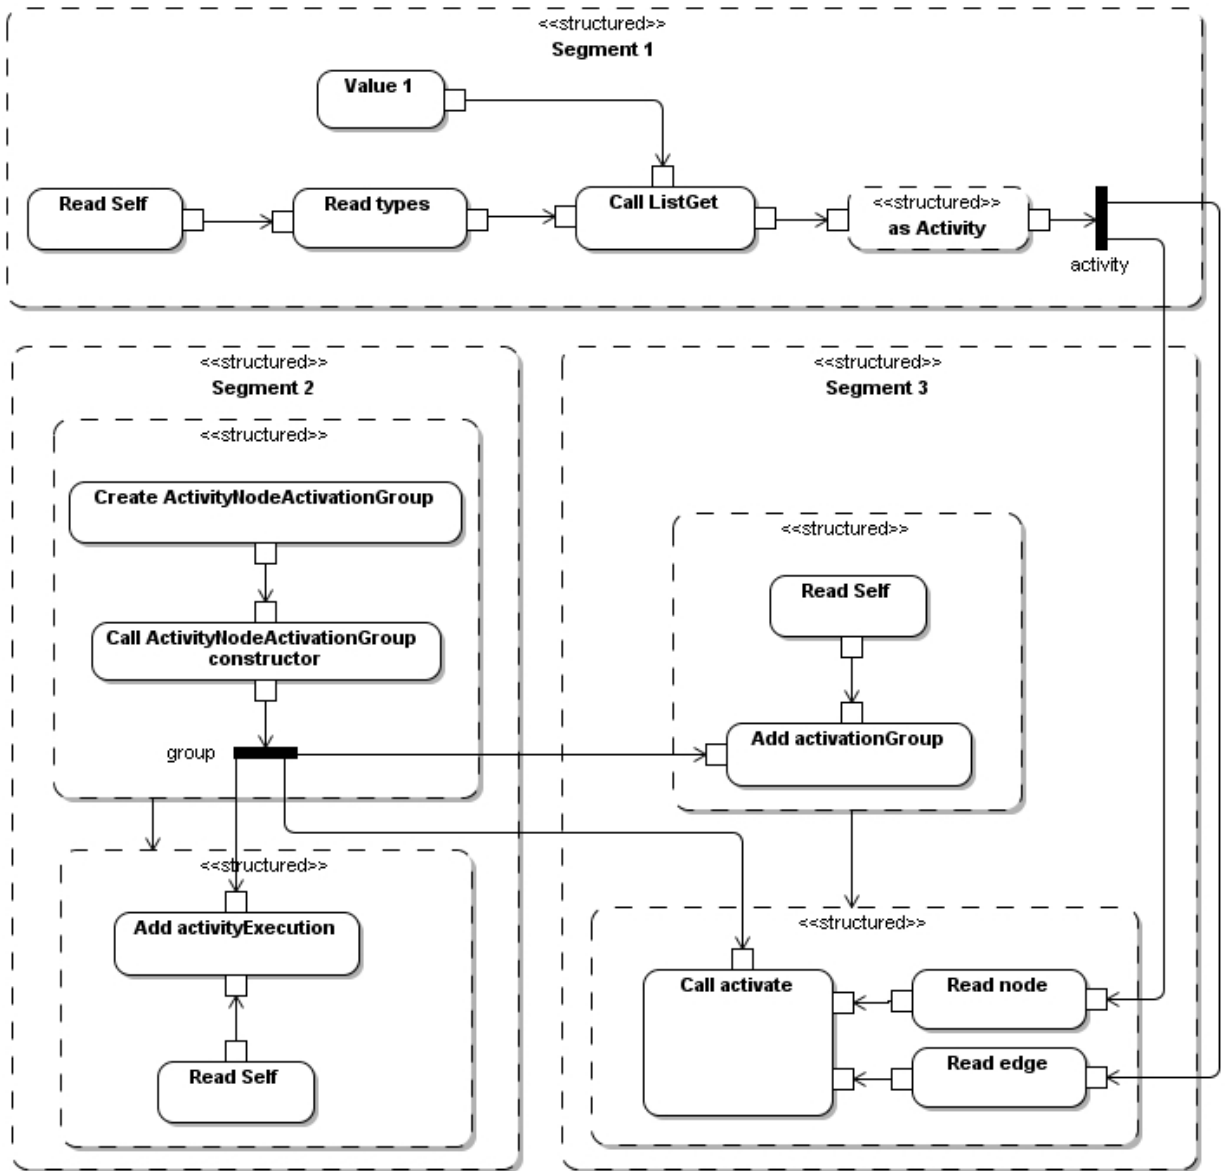 <<structured>>
Segment 1
Value 1
Read Self
Read types
Call ListGet
<<structured>>
as Activity
activity
<<structured>>
Segment 2
<<structured>>
Create ActivityNodeActivationGroup
Call ActivityNodeActivationGroup
constructor
group
<<structured>>
Add activityExecution
Read Self
<<structured>>
Segment 3
<<structured>>
Read Self
Add activationGroup
<<structured>>
Call activate
Read node
Read edge